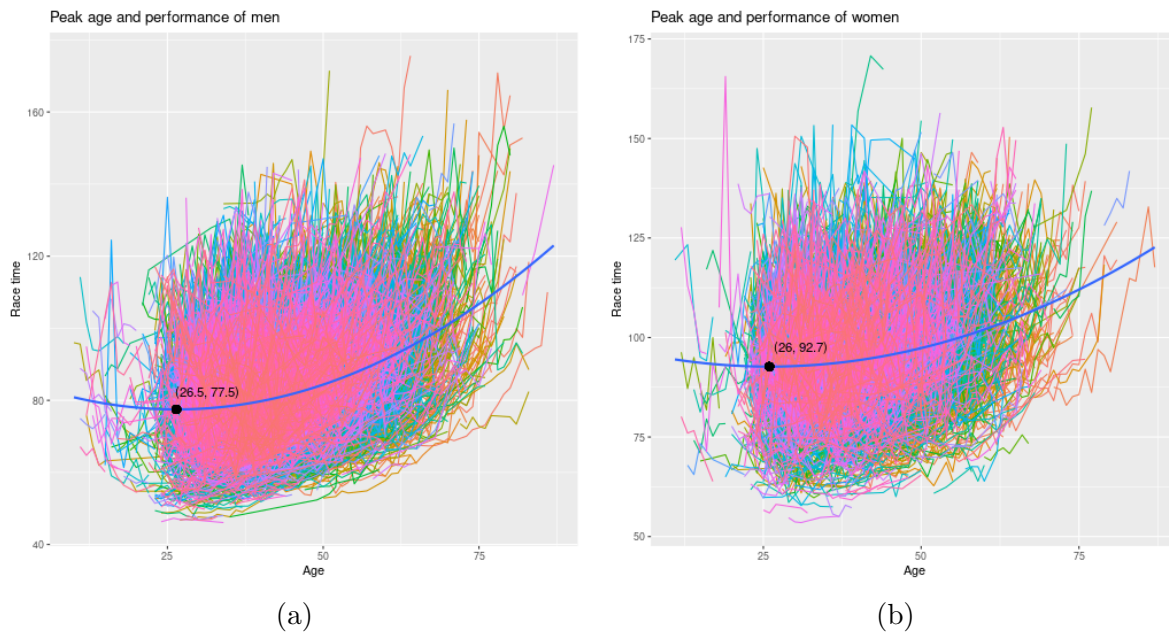 Peak age and performance of men
160
120
80
40
Race time
(26.5, 77.5)
25
50
75
Age
(a)
Peak age and performance of women
175
150
125
100
75
50
Race time
(26, 92.7)
25
50
75
Age
(b)